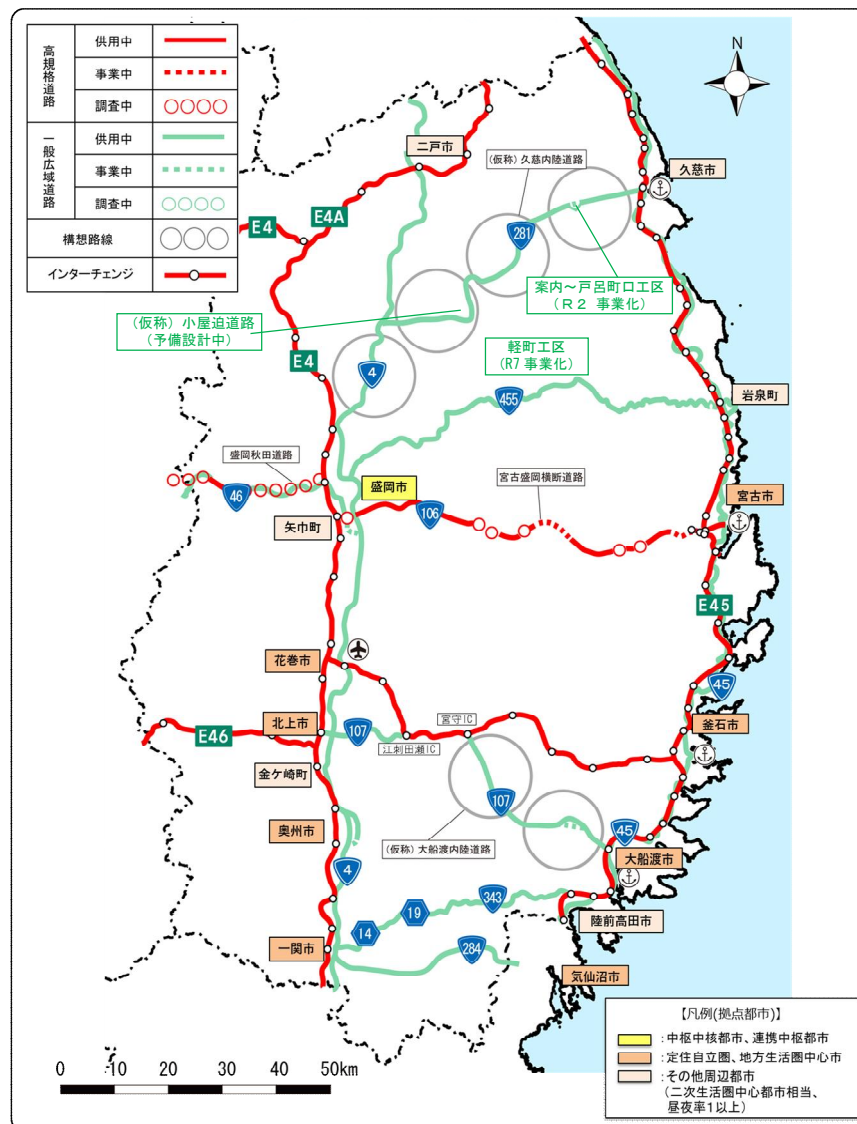 高規格道路
供用中
事業中
調査中
一般広域道路
供用中
事業中
調査中
構想路線
インターチェンジ
N
二戸市
(仮称) 久慈内陸道路
久慈市
E4A
E4
281
案内～戸呂町口工区
(R2 事業化)
(仮称) 小屋迫道路
(予備設計中)
E4
4
軽町工区
(R7 事業化)
455
岩泉町
盛岡秋田道路
46
盛岡市
宮古盛岡横断道路
宮古市
106
矢巾町
E45
花巻市
45
北上市
107
宮守IC
江刺田瀬IC
釜石市
E46
金ケ崎町
107
奥州市
45
(仮称) 大船渡内陸道路
大船渡市
4
343
19
14
陸前高田市
一関市
284
気仙沼市
【凡例(拠点都市)】
：中枢中核都市、連携中枢都市
：定住自立圏、地方生活圏中心市
：その他周辺都市
(二次生活圏中心都市相当、
昼夜率1以上)
0 10 20 30 40 50km